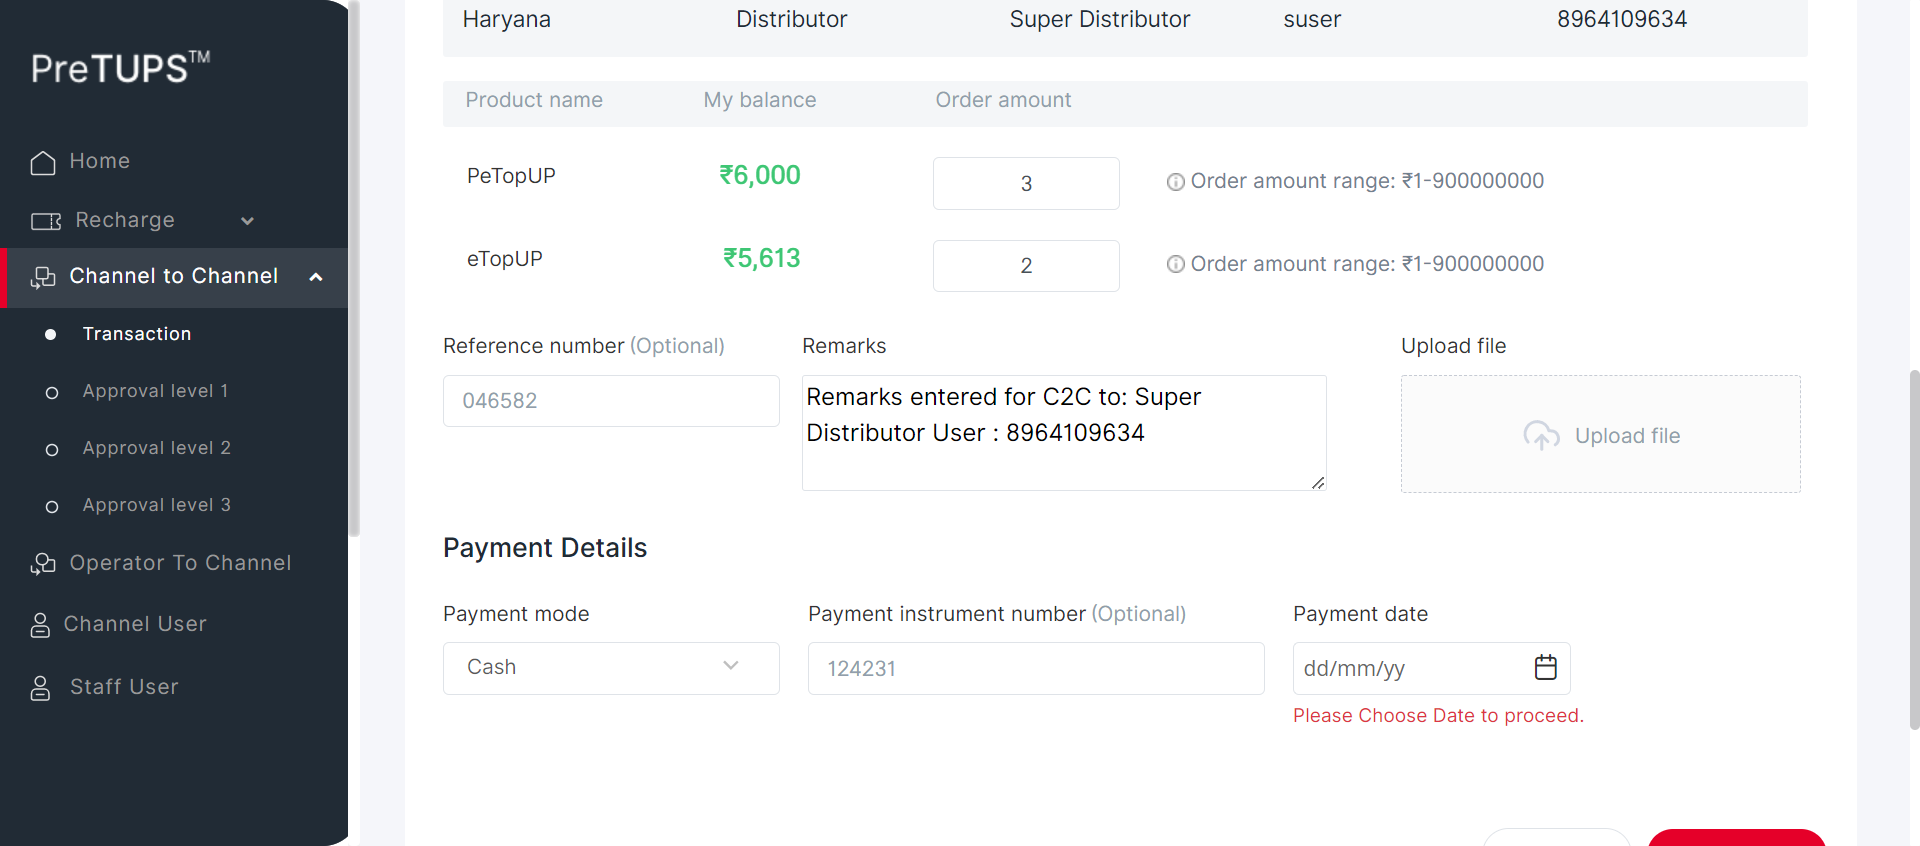 PreTUPS™
Home
Recharge
Channel to Channel
Transaction
Approval level 1
Approval level 2
Approval level 3
Operator To Channel
Channel User
Staff User
Haryana Distributor Super Distributor suser 8964109634
Product name My balance Order amount
PeTopUP ₹6,000 3 Order amount range: ₹1-900000000
eTopUP ₹5,613 2 Order amount range: ₹1-900000000
Reference number (Optional) Remarks Upload file
046582
Remarks entered for C2C to: Super
Distributor User : 8964109634
Upload file
Payment Details
Payment mode Payment instrument number (Optional) Payment date
Cash 124231 dd/mm/yy
Please Choose Date to proceed.